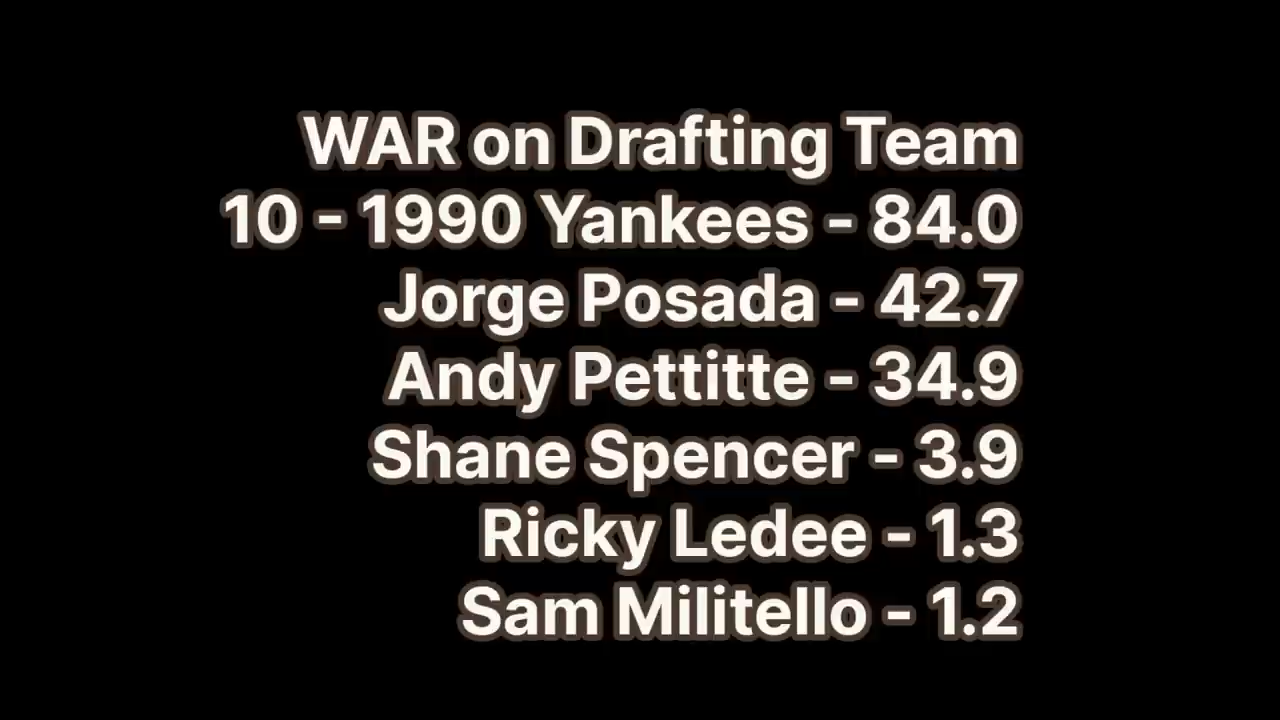 WAR on Drafting Team
10 - 1990 Yankees - 84.0
Jorge Posada - 42.7
Andy Pettitte - 34.9
Shane Spencer - 3.9
Ricky Ledee - 1.3
Sam Militello - 1.2